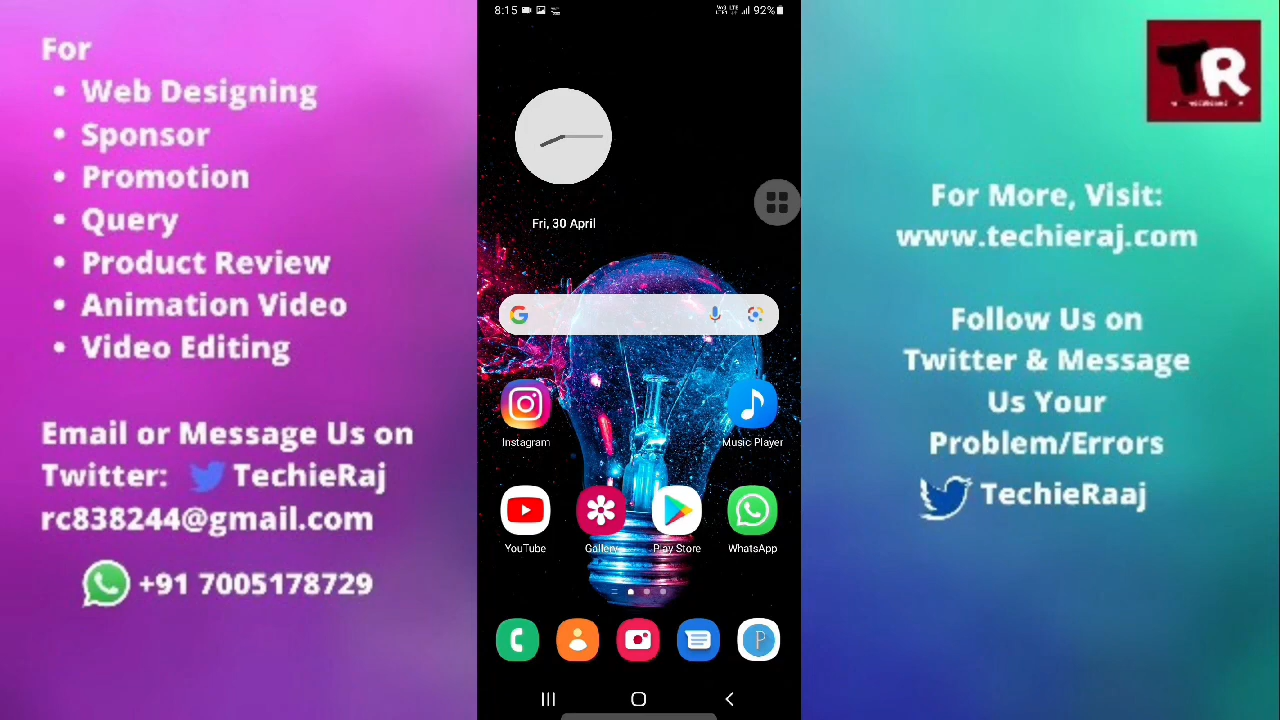 For
• Web Designing
• Sponsor
• Promotion
• Query
• Product Review
• Animation Video
• Video Editing
Email or Message Us on
Twitter: TechieRaj
rc838244@gmail.com
+91 7005178729
8:15
92%
Fri, 30 April
Instagram
Music Player
YouTube
Gallery
Play Store
WhatsApp
TR
For More, Visit:
www.techieraj.com
Follow Us on
Twitter & Message
Us Your
Problem/Errors
TechieRaaj